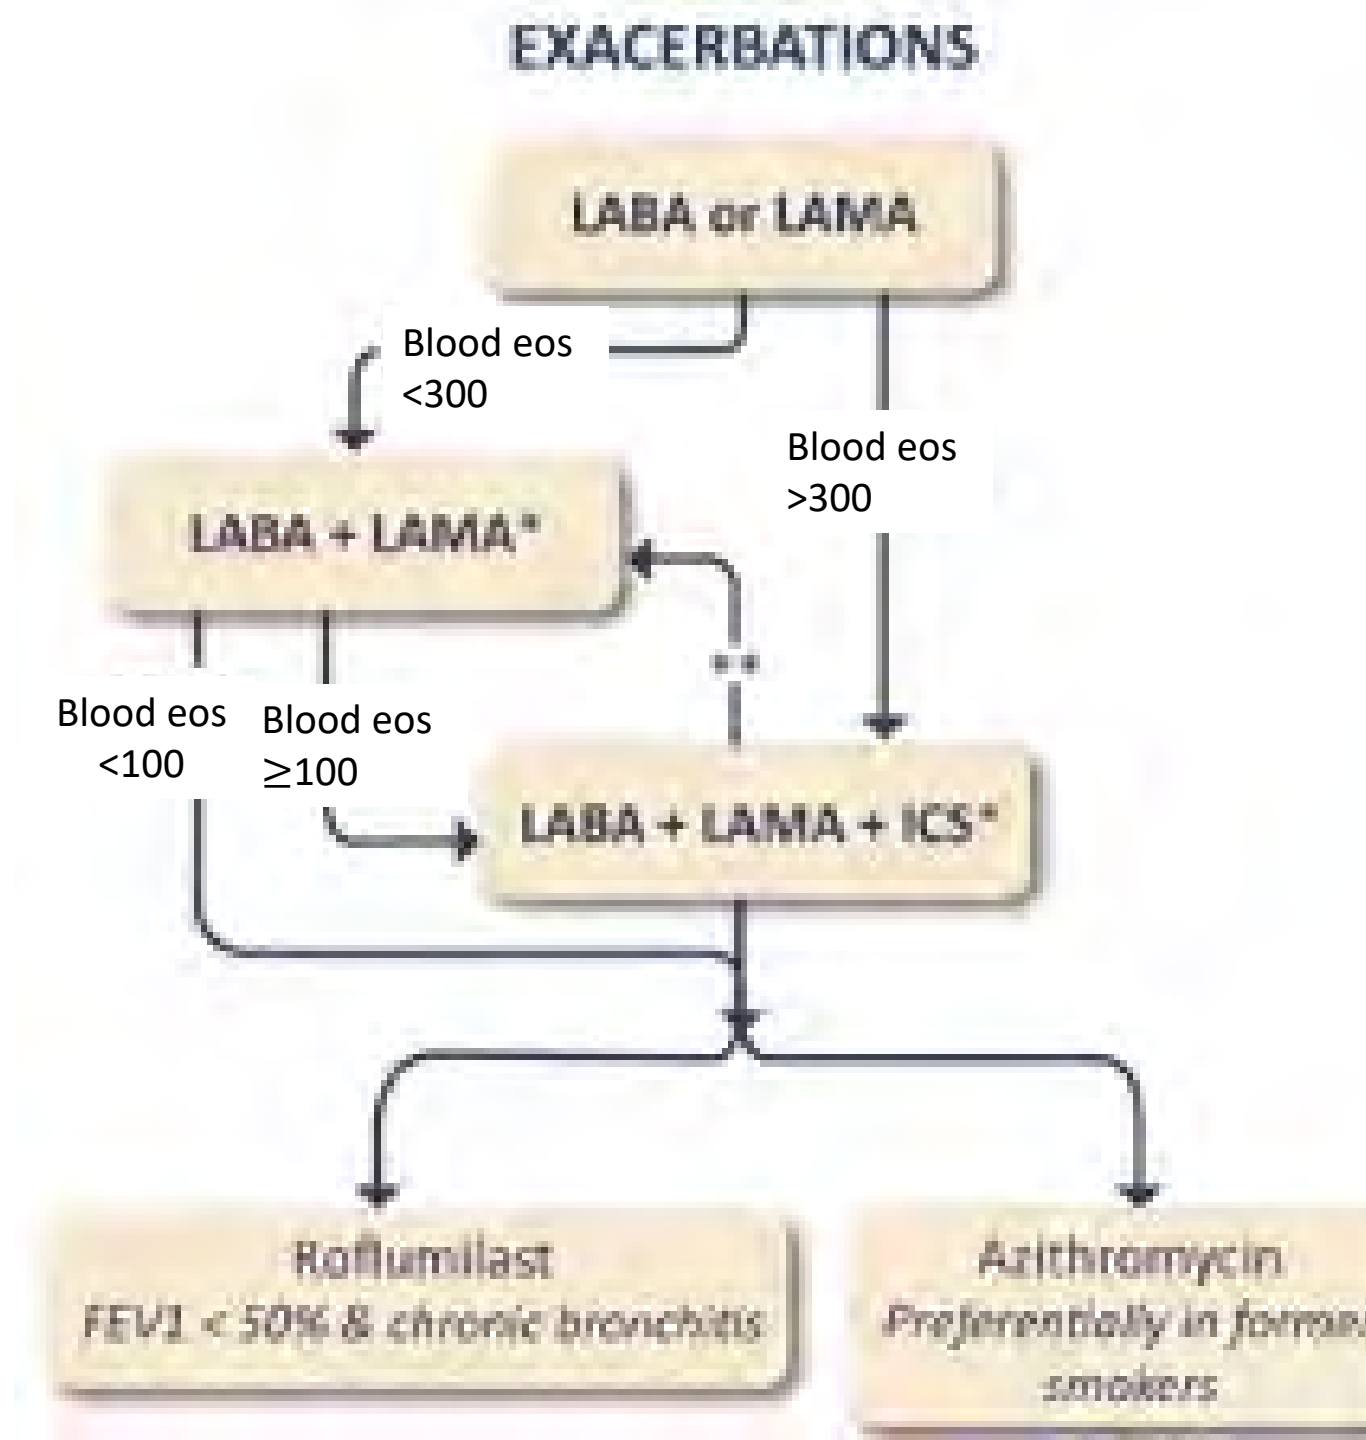 EXACERBATIONS
LABA or LAMA
Blood eos
<300
Blood eos
>300
LABA + LAMA*
**
Blood eos
<100
Blood eos
≥100
LABA + LAMA + ICS*
Roflumilast
FEV1 < 50% & chronic bronchitis
Azithromycin
Preferentially in former
smokers